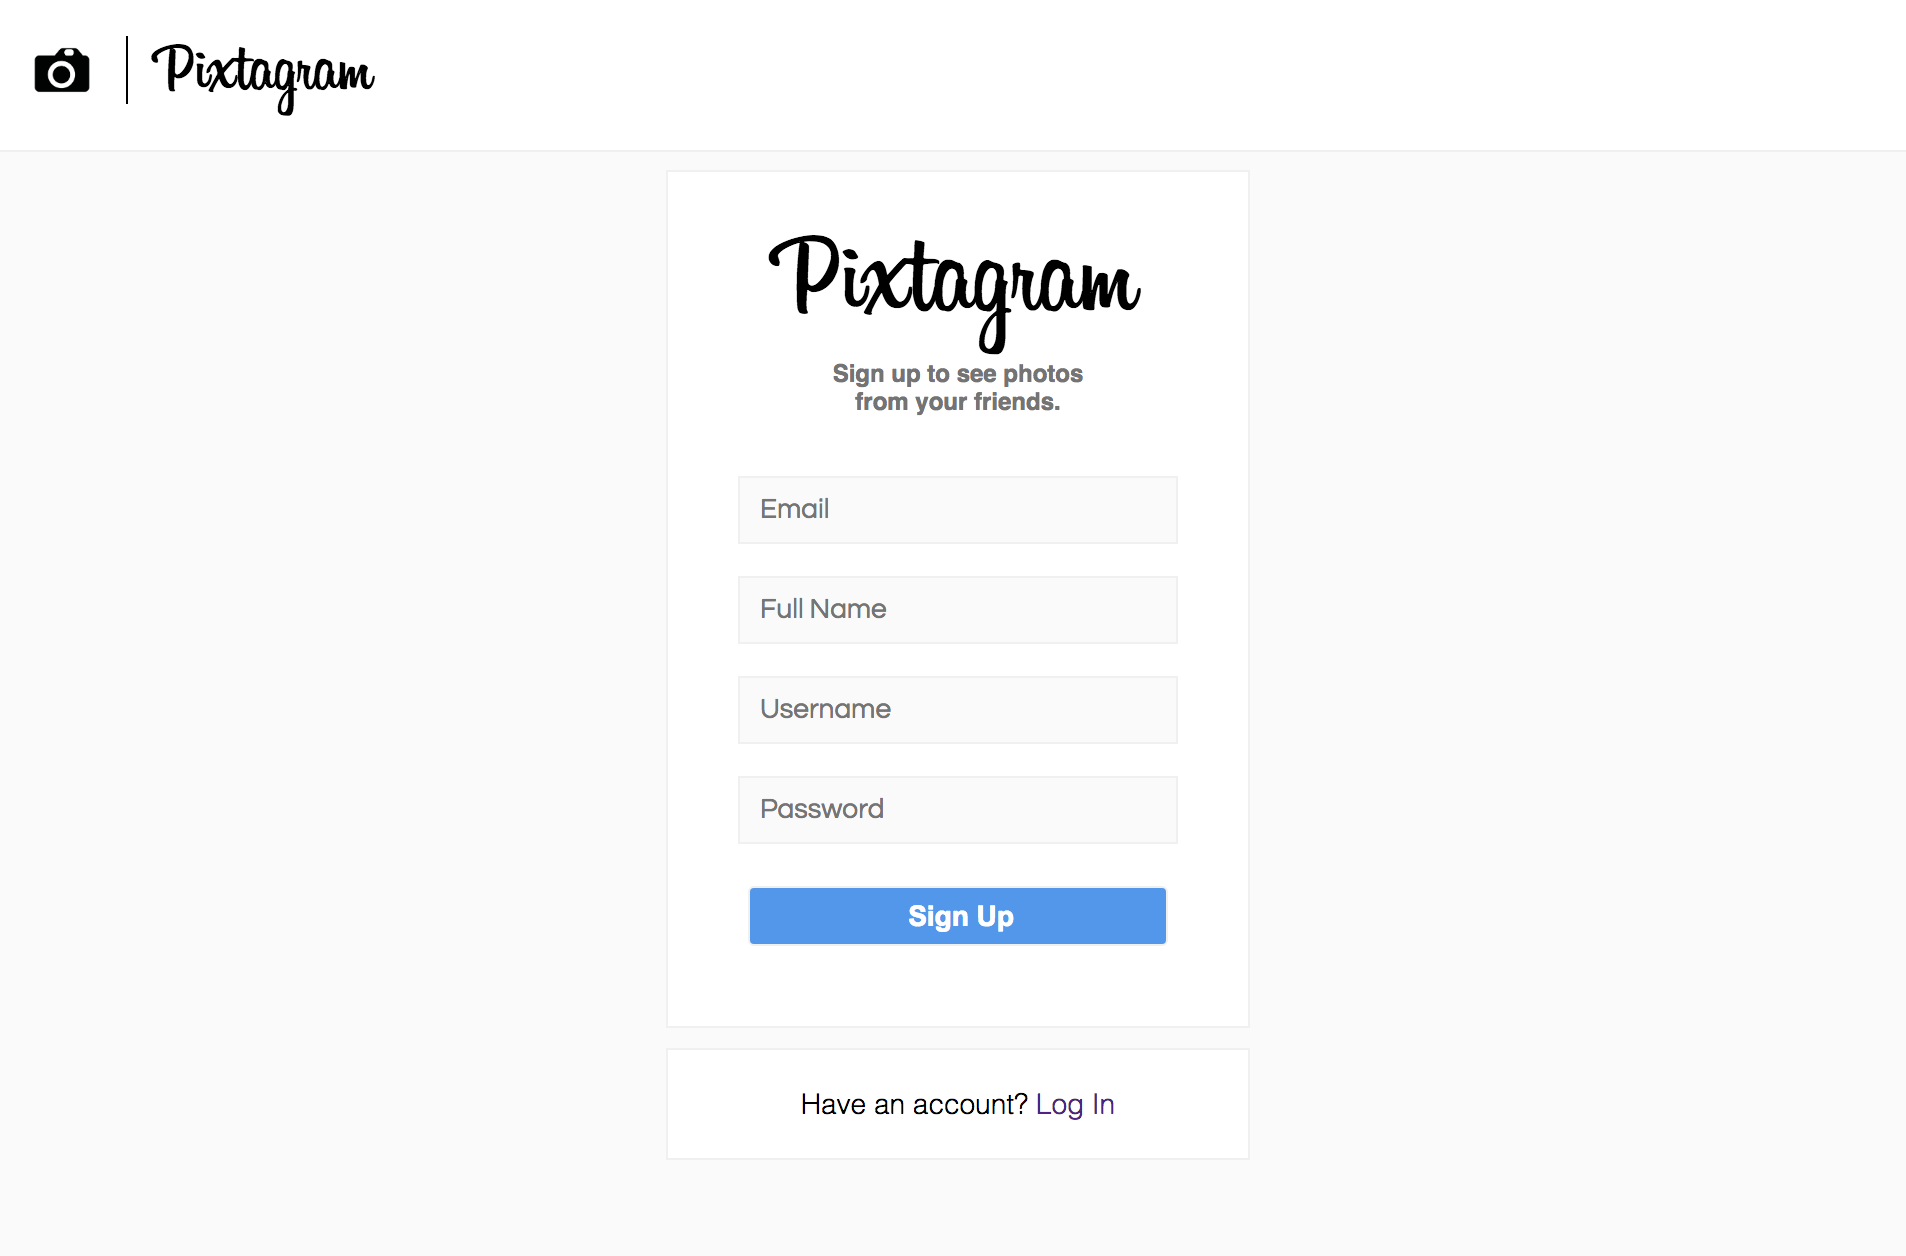 Pixtagram
Pixtagram
Sign up to see photos
from your friends.
Email
Full Name
Username
Password
Sign Up
Have an account? Log In